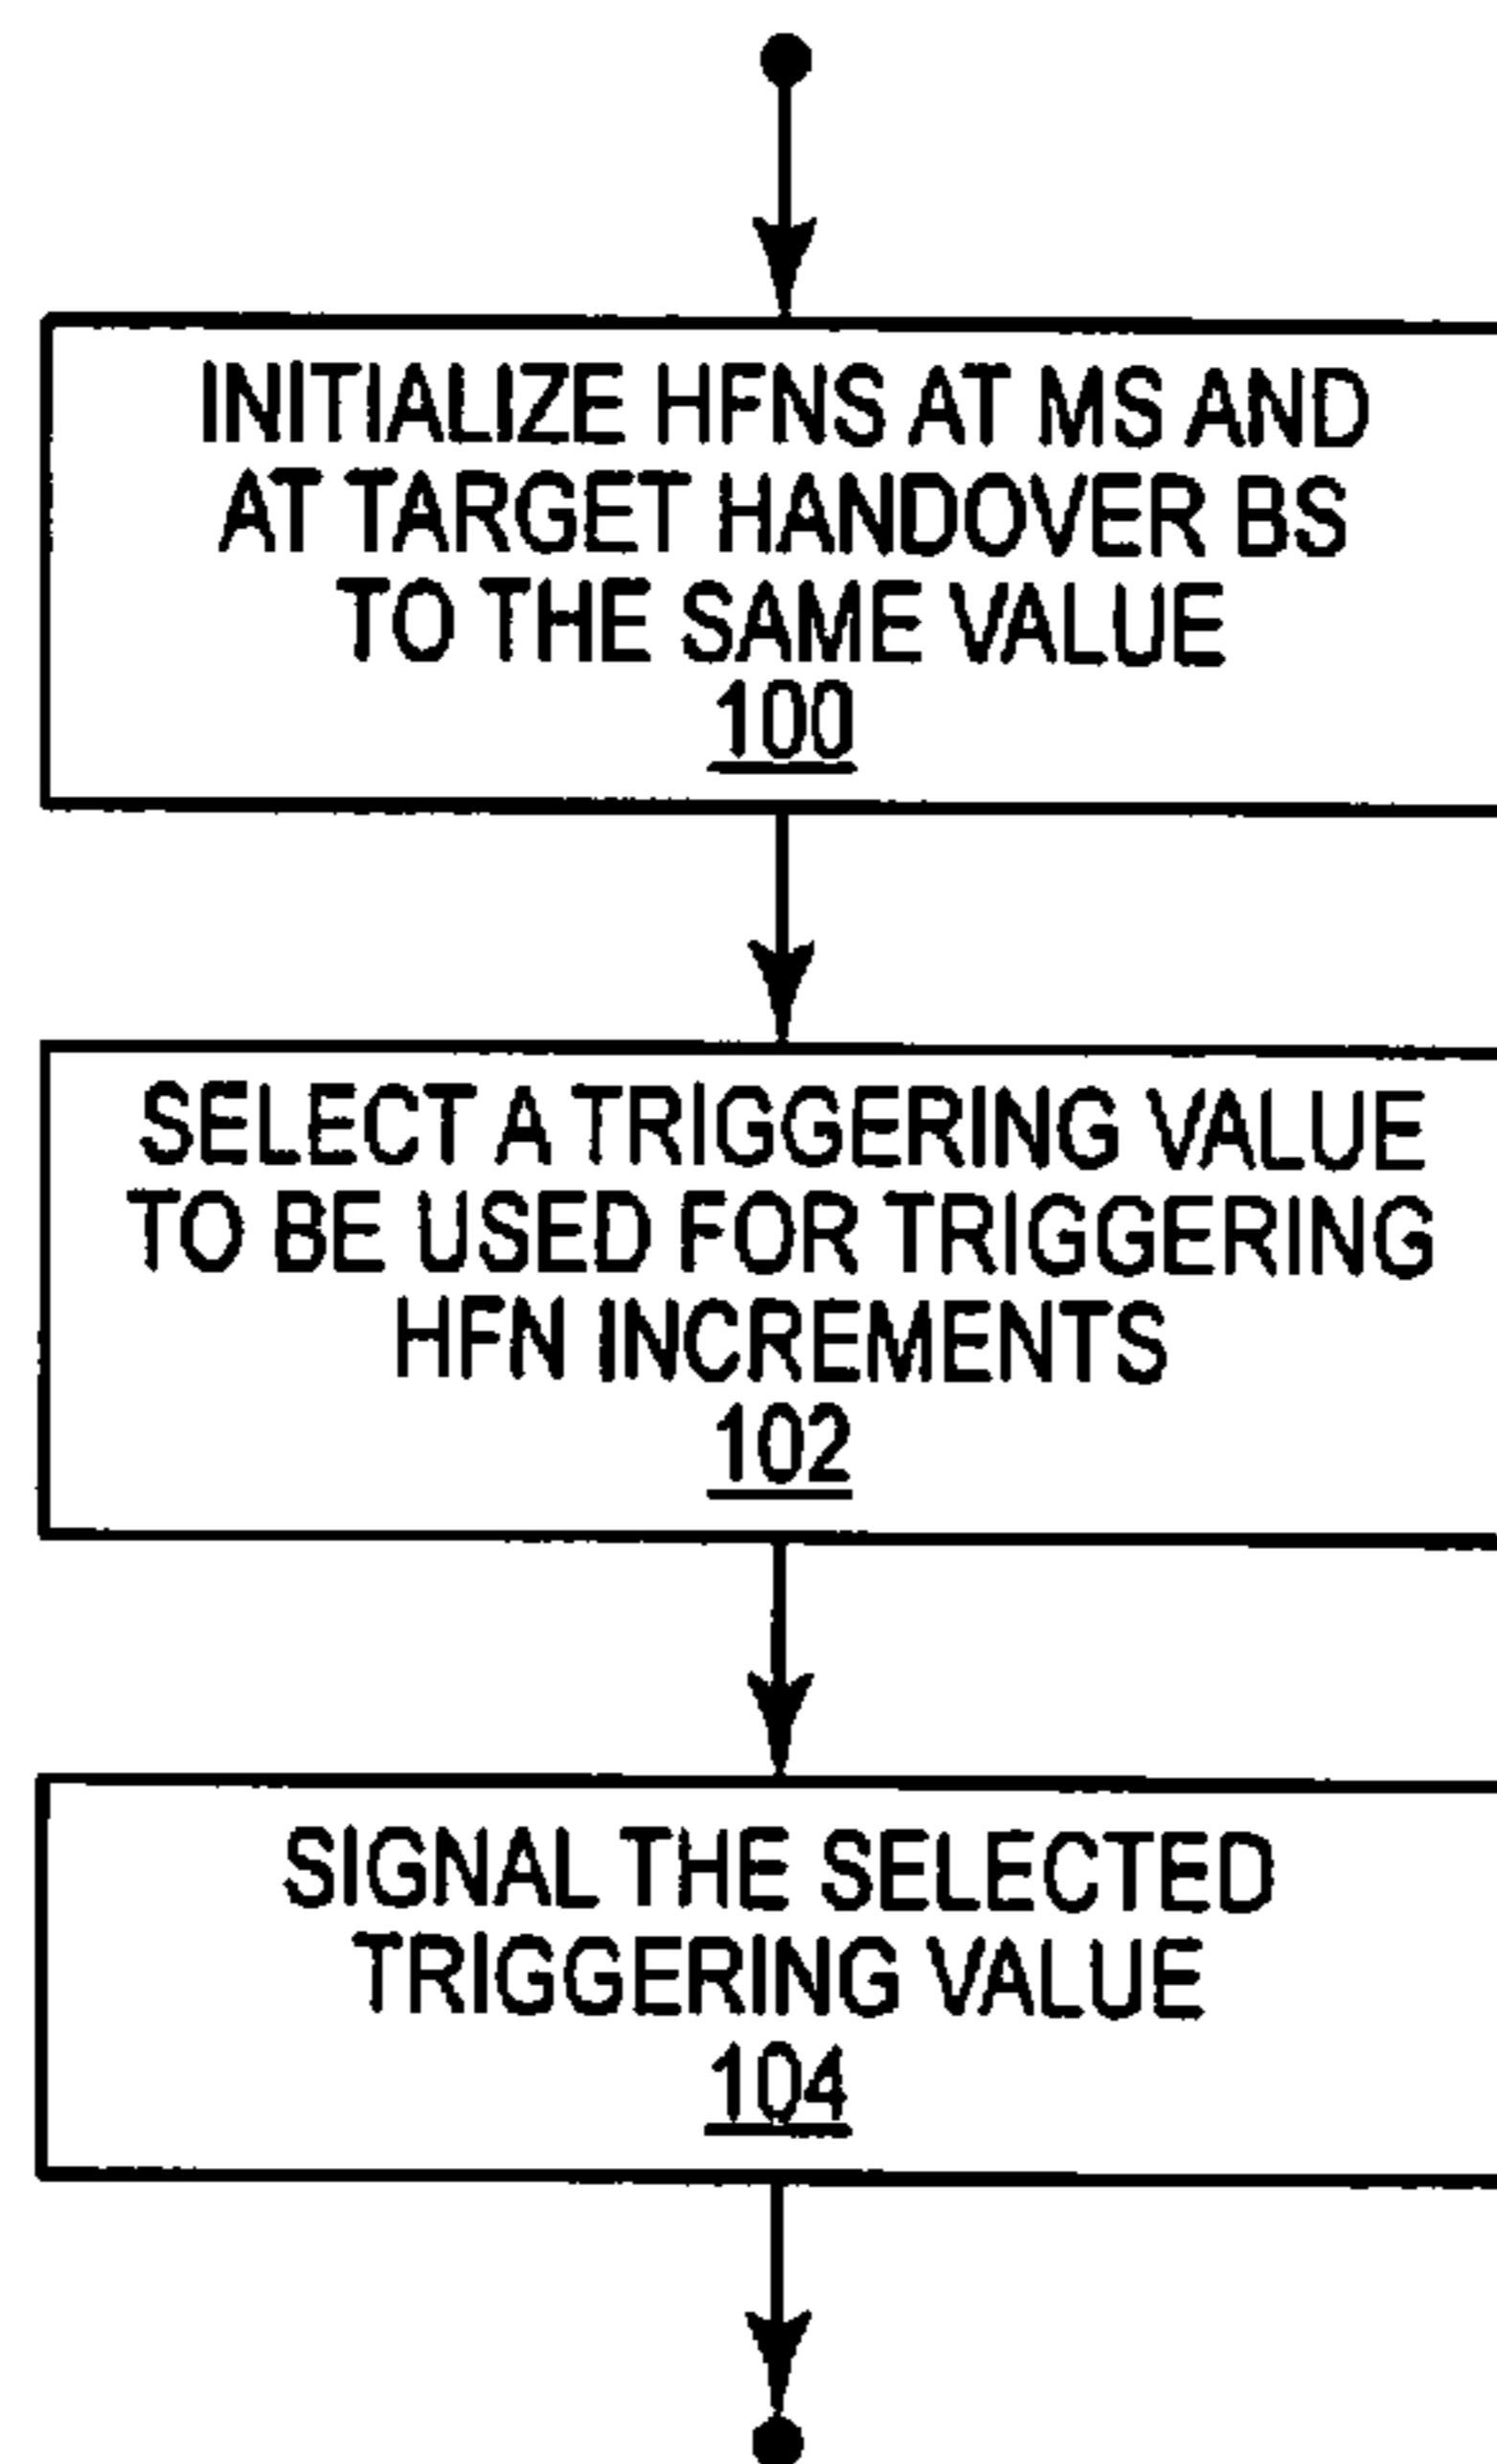 INITIALIZE HFNS AT MS AND
AT TARGET HANDOVER BS
TO THE SAME VALUE
100
SELECT A TRIGGERING VALUE
TO BE USED FOR TRIGGERING
HFN INCREMENTS
102
SIGNAL THE SELECTED
TRIGGERING VALUE
104